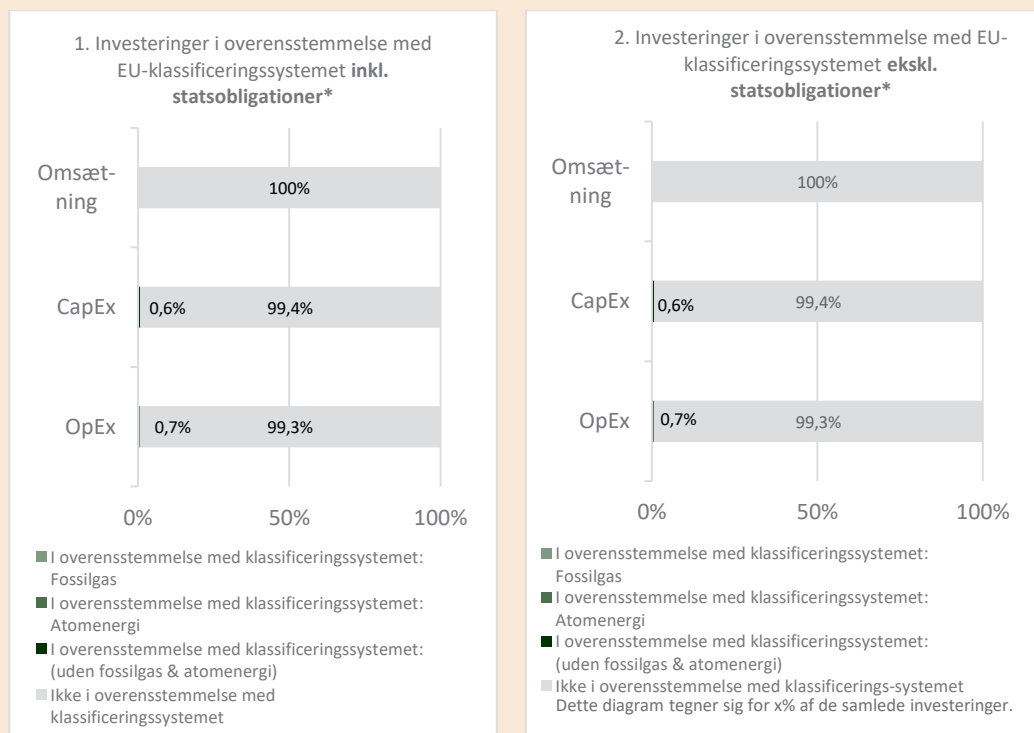 1. Investeringer i overensstemmelse med
EU-klassificeringssystemet inkl.
statsobligationer*
Omsæt-
ning
100%
CapEx
0,6%
99,4%
OpEx
0,7%
99,3%
0%
50%
100%
I overensstemmelse med klassificeringssystemet:
Fossilgas
I overensstemmelse med klassificeringssystemet:
Atomenergi
I overensstemmelse med klassificeringssystemet:
(uden fossilgas & atomenergi)
Ikke i overensstemmelse med
klassificeringssystemet
2. Investeringer i overensstemmelse med EU-
klassificeringssystemet ekskl.
statsobligationer*
Omsæt-
ning
100%
CapEx
0,6%
99,4%
OpEx
0,7%
99,3%
0%
50%
100%
I overensstemmelse med klassificeringssystemet:
Fossilgas
I overensstemmelse med klassificeringssystemet:
Atomenergi
I overensstemmelse med klassificeringssystemet:
(uden fossilgas & atomenergi)
Ikke i overensstemmelse med klassificerings-systemet
Dette diagram tegner sig for x% af de samlede investeringer.